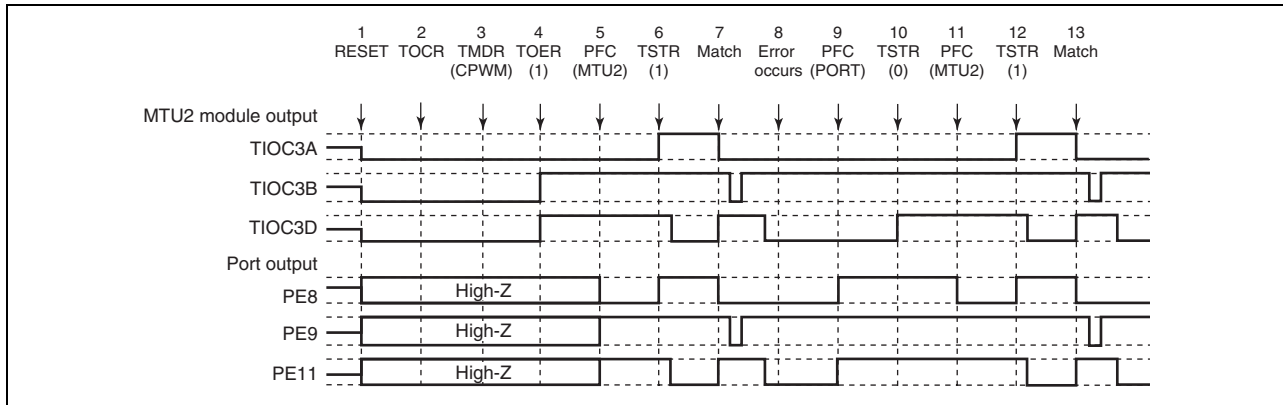 1 2 3 4 5 6 7 8 9 10 11 12 13
RESET TOCR TMDR TOER PFC TSTR Match Error PFC TSTR PFC TSTR Match
(CPWM) (1) (MTU2) (1) occurs (PORT) (0) (MTU2) (1)
MTU2 module output
TIOC3A
TIOC3B
TIOC3D
Port output
PE8 High-Z
PE9 High-Z
PE11 High-Z